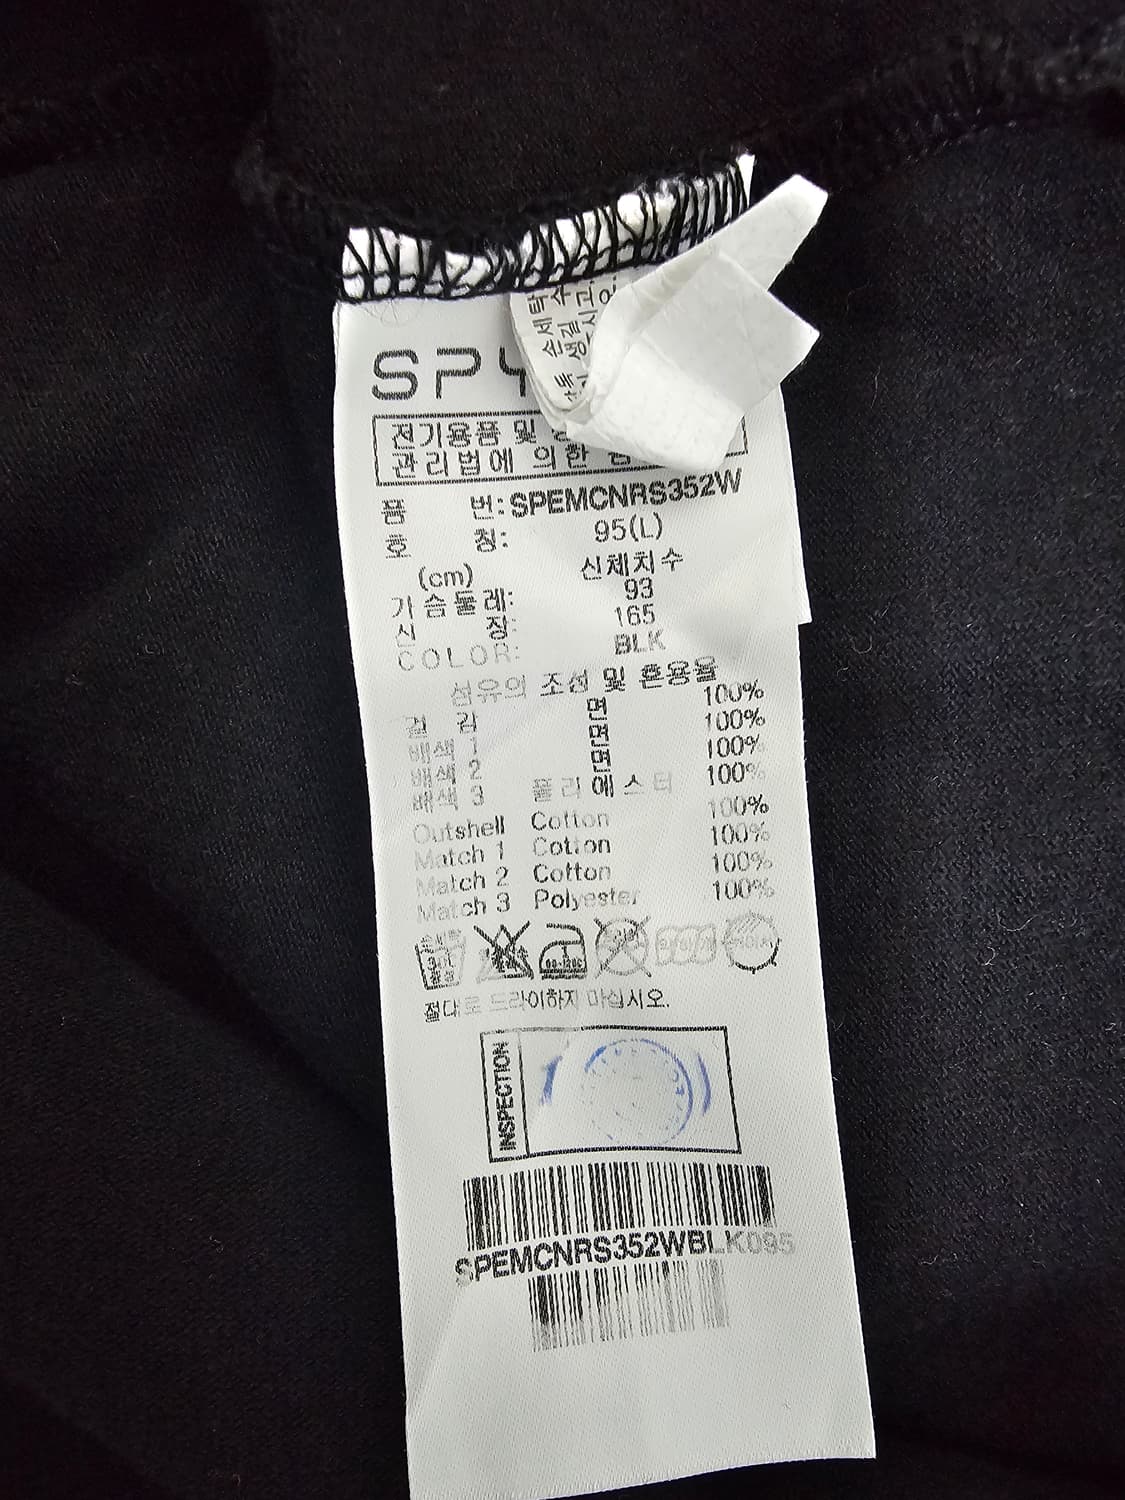 SPY
손세탁
전기용품 및
관리법에 의한
품 번: SPEMCNRS352W
호 칭: 95(L)
(cm) 신체치수
가슴둘레: 93
신 장: 165
COLOR: BLK
섬유의 조성 및 혼용율
겉 감 면 100%
배색 1 면 100%
배색 2 면 100%
배색 3 폴리에스터 100%
Outshell Cotton 100%
Match 1 Cotton 100%
Match 2 Cotton 100%
Match 3 Polyester 100%
절대로 드라이하지 마십시오.
INSPECTION
SPEMCNRS352WBLK095